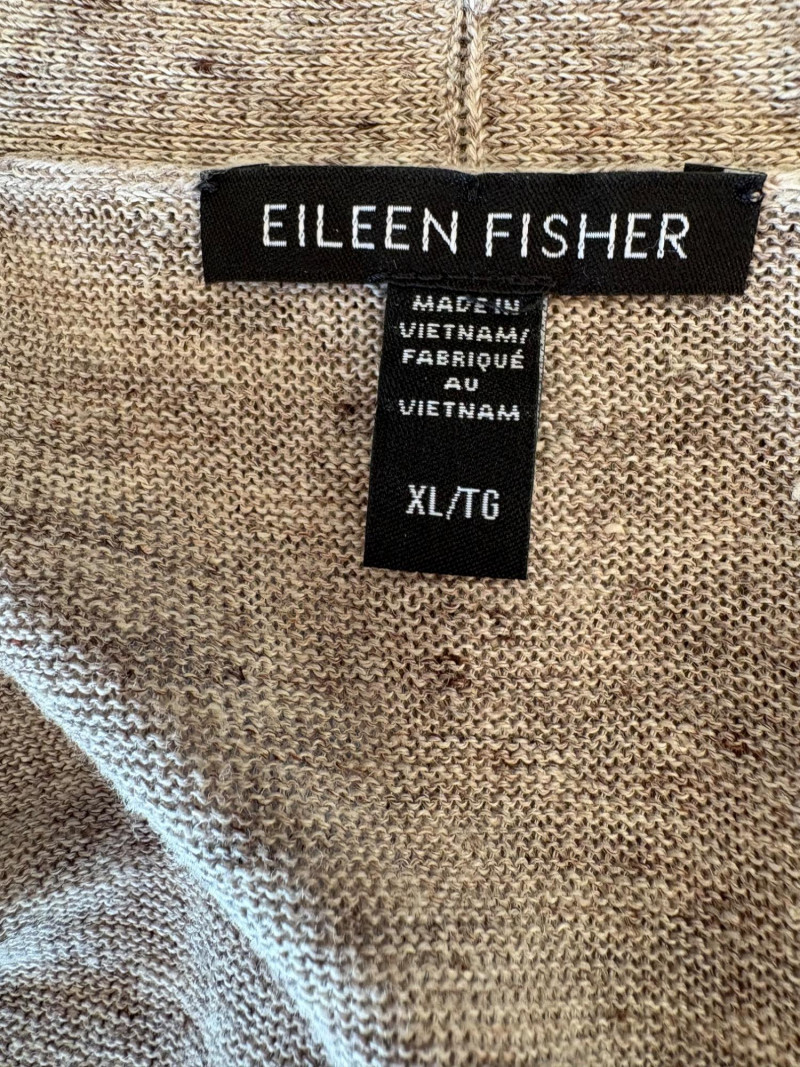 EILEEN FISHER
MADE IN
VIETNAM/
FABRIQUÉ
AU
VIETNAM
XL/TG